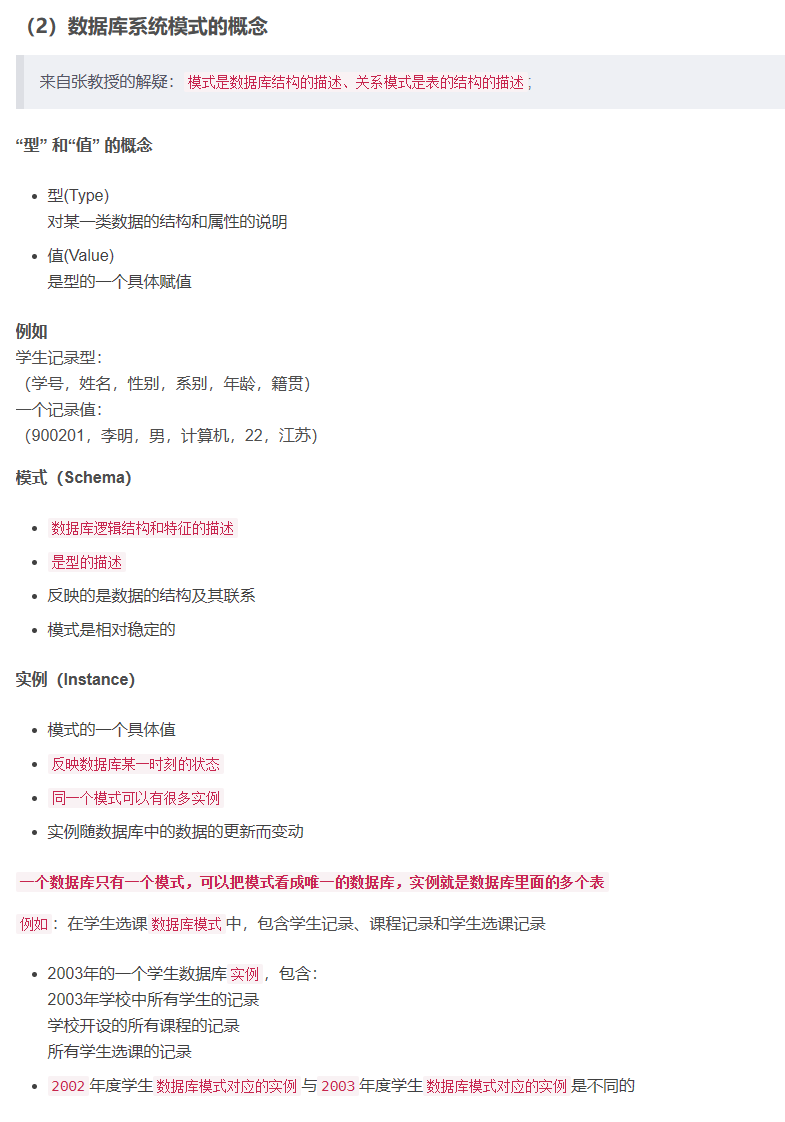 （2）数据库系统模式的概念
来自张教授的解疑：模式是数据库结构的描述、关系模式是表的结构的描述；
“型” 和“值” 的概念
型(Type)
对某一类数据的结构和属性的说明
值(Value)
是型的一个具体赋值
例如
学生记录型：
（学号，姓名，性别，系别，年龄，籍贯）
一个记录值：
（900201，李明，男，计算机，22，江苏）
模式（Schema）
数据库逻辑结构和特征的描述
是型的描述
反映的是数据的结构及其联系
模式是相对稳定的
实例（Instance）
模式的一个具体值
反映数据库某一时刻的状态
同一个模式可以有很多实例
实例随数据库中的数据的更新而变动
一个数据库只有一个模式，可以把模式看成唯一的数据库，实例就是数据库里面的多个表
例如：在学生选课数据库模式中，包含学生记录、课程记录和学生选课记录
2003年的一个学生数据库实例，包含：
2003年学校中所有学生的记录
学校开设的所有课程的记录
所有学生选课的记录
2002年度学生数据库模式对应的实例与2003年度学生数据库模式对应的实例是不同的